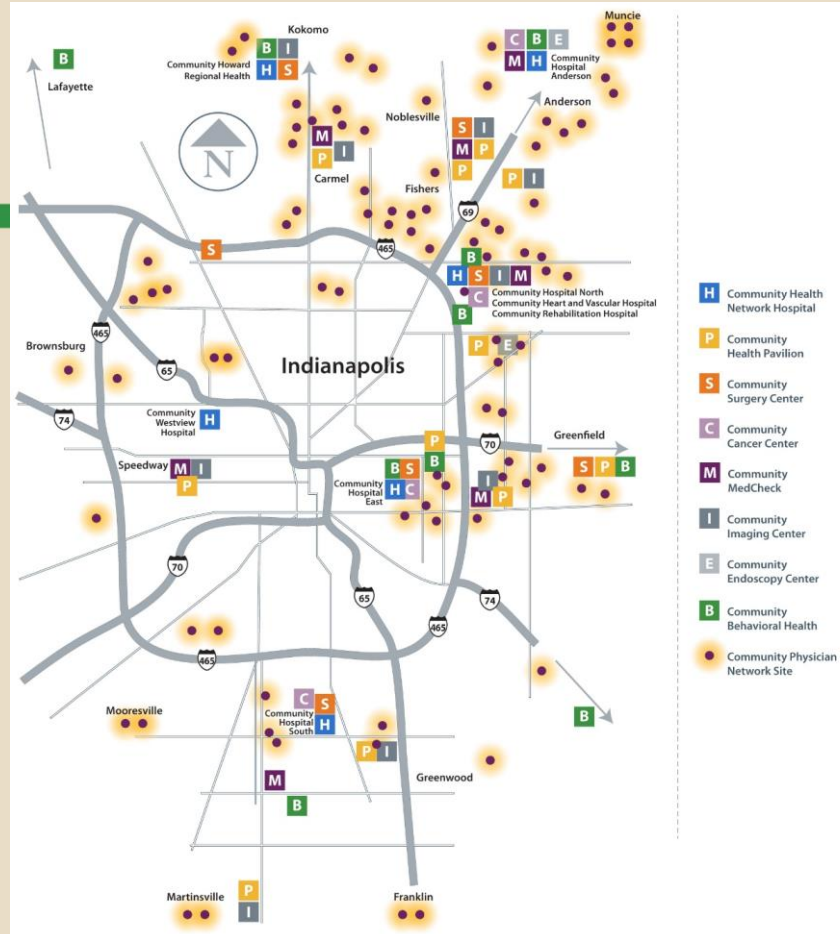 Kokomo
B I
Community Howard
Regional Health
H S
B
Lafayette
N
Muncie
C B E
M H
Community
Hospital
Anderson
Anderson
Noblesville
S I
M P
P
M
P I
Carmel
Fishers
P I
69
S
465
B
H S I M
C
Community Hospital North
Community Heart and Vascular Hospital
Community Rehabilitation Hospital
B
465
Brownsburg
65
Indianapolis
P E
74
Community
Westview
Hospital
H
P
70
B
Greenfield
S P B
Speedway
M I
P
B S
H C
Community
Hospital
East
I
M P
70
65
74
465
465
Mooresville
C S
H
Community
Hospital
South
P I
B
M
Greenwood
B
Martinsville
P
I
Franklin
H Community Health
Network Hospital
P Community
Health Pavilion
S Community
Surgery Center
C Community
Cancer Center
M Community
MedCheck
I Community
Imaging Center
E Community
Endoscopy Center
B Community
Behavioral Health
Community Physician
Network Site